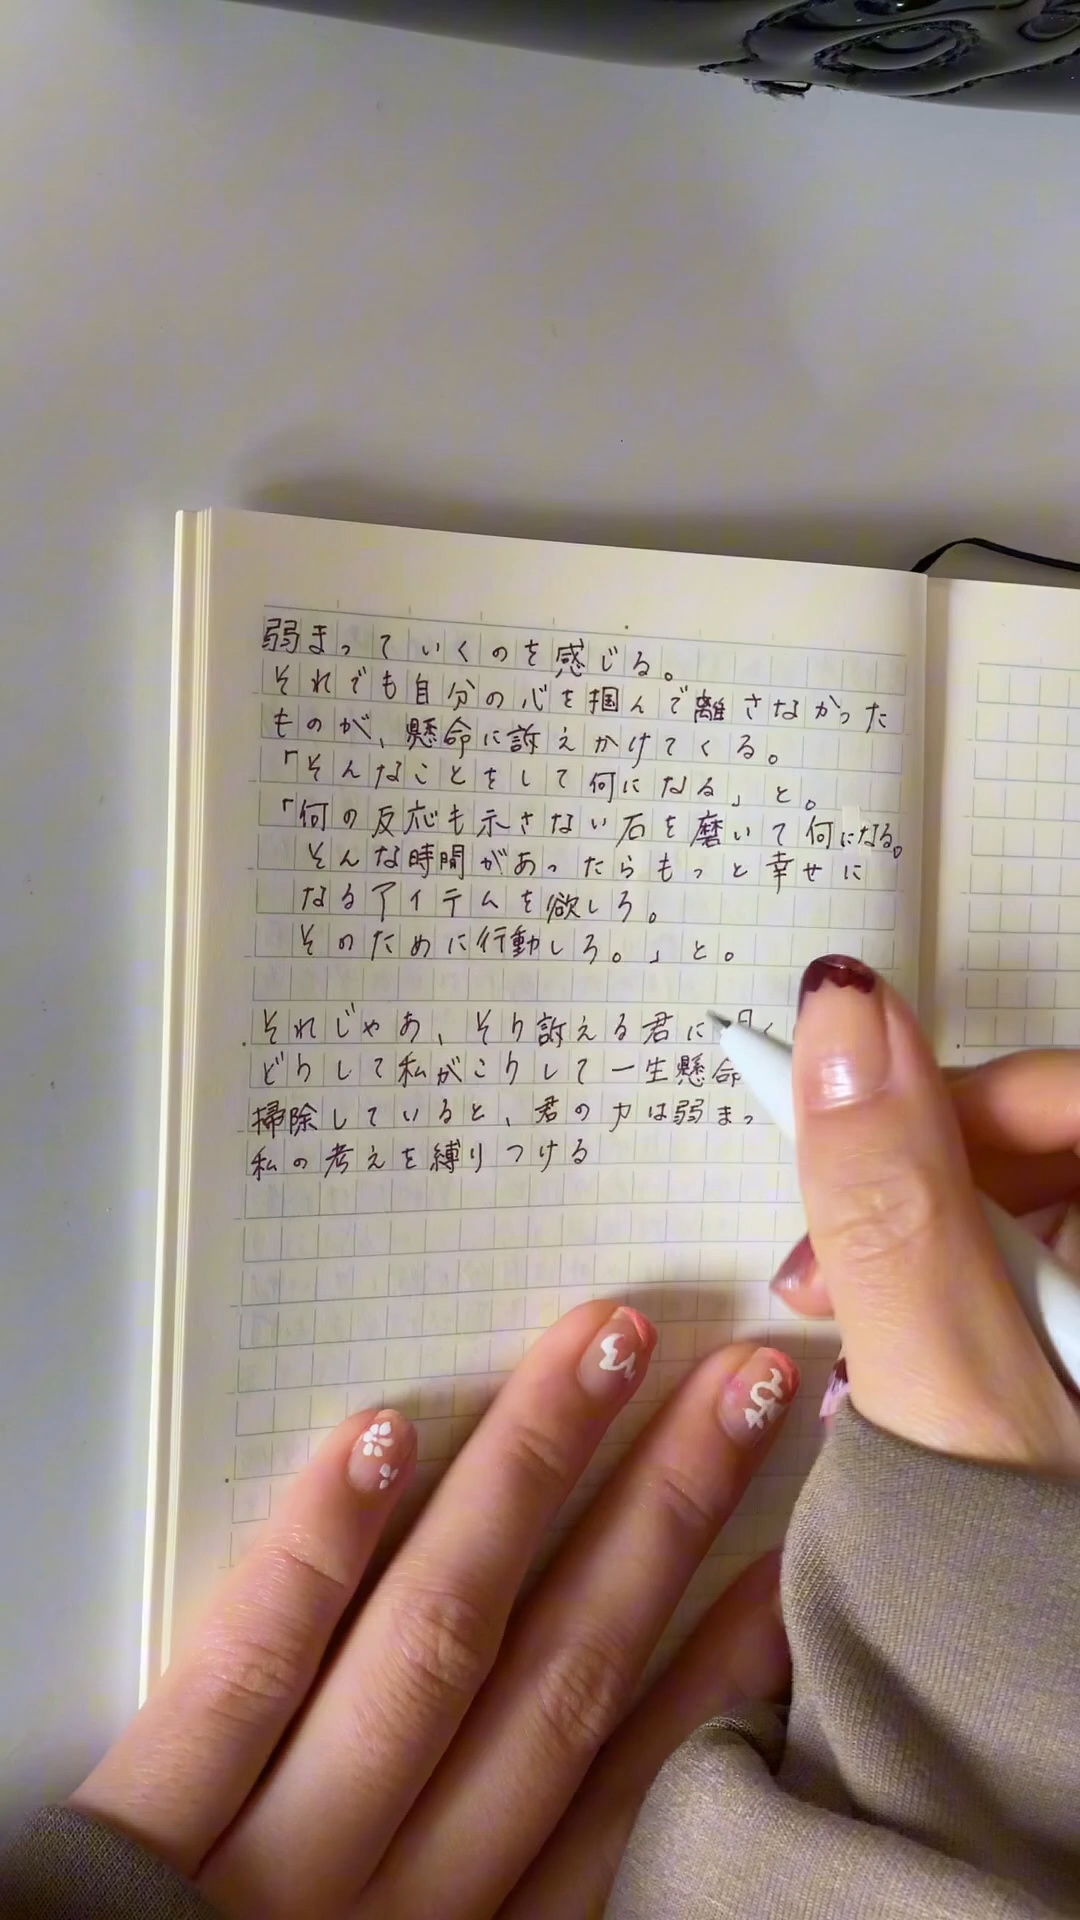 弱まっていくのを感じる。
それでも自分の心を掴んで離さなかった
ものが、懸命に訴えかけてくる。
「そんなことをして何になる」と。
「何の反応も示さない石を磨いて何になる。
そんな時間があったらもっと幸せに
なるアイテムを欲しろ。
そのために行動しろ。」と。
それじゃあ、そう訴える君に
どうして私がこうして一生懸命
掃除していると、君の力は弱まっ
私の考えを縛りつける